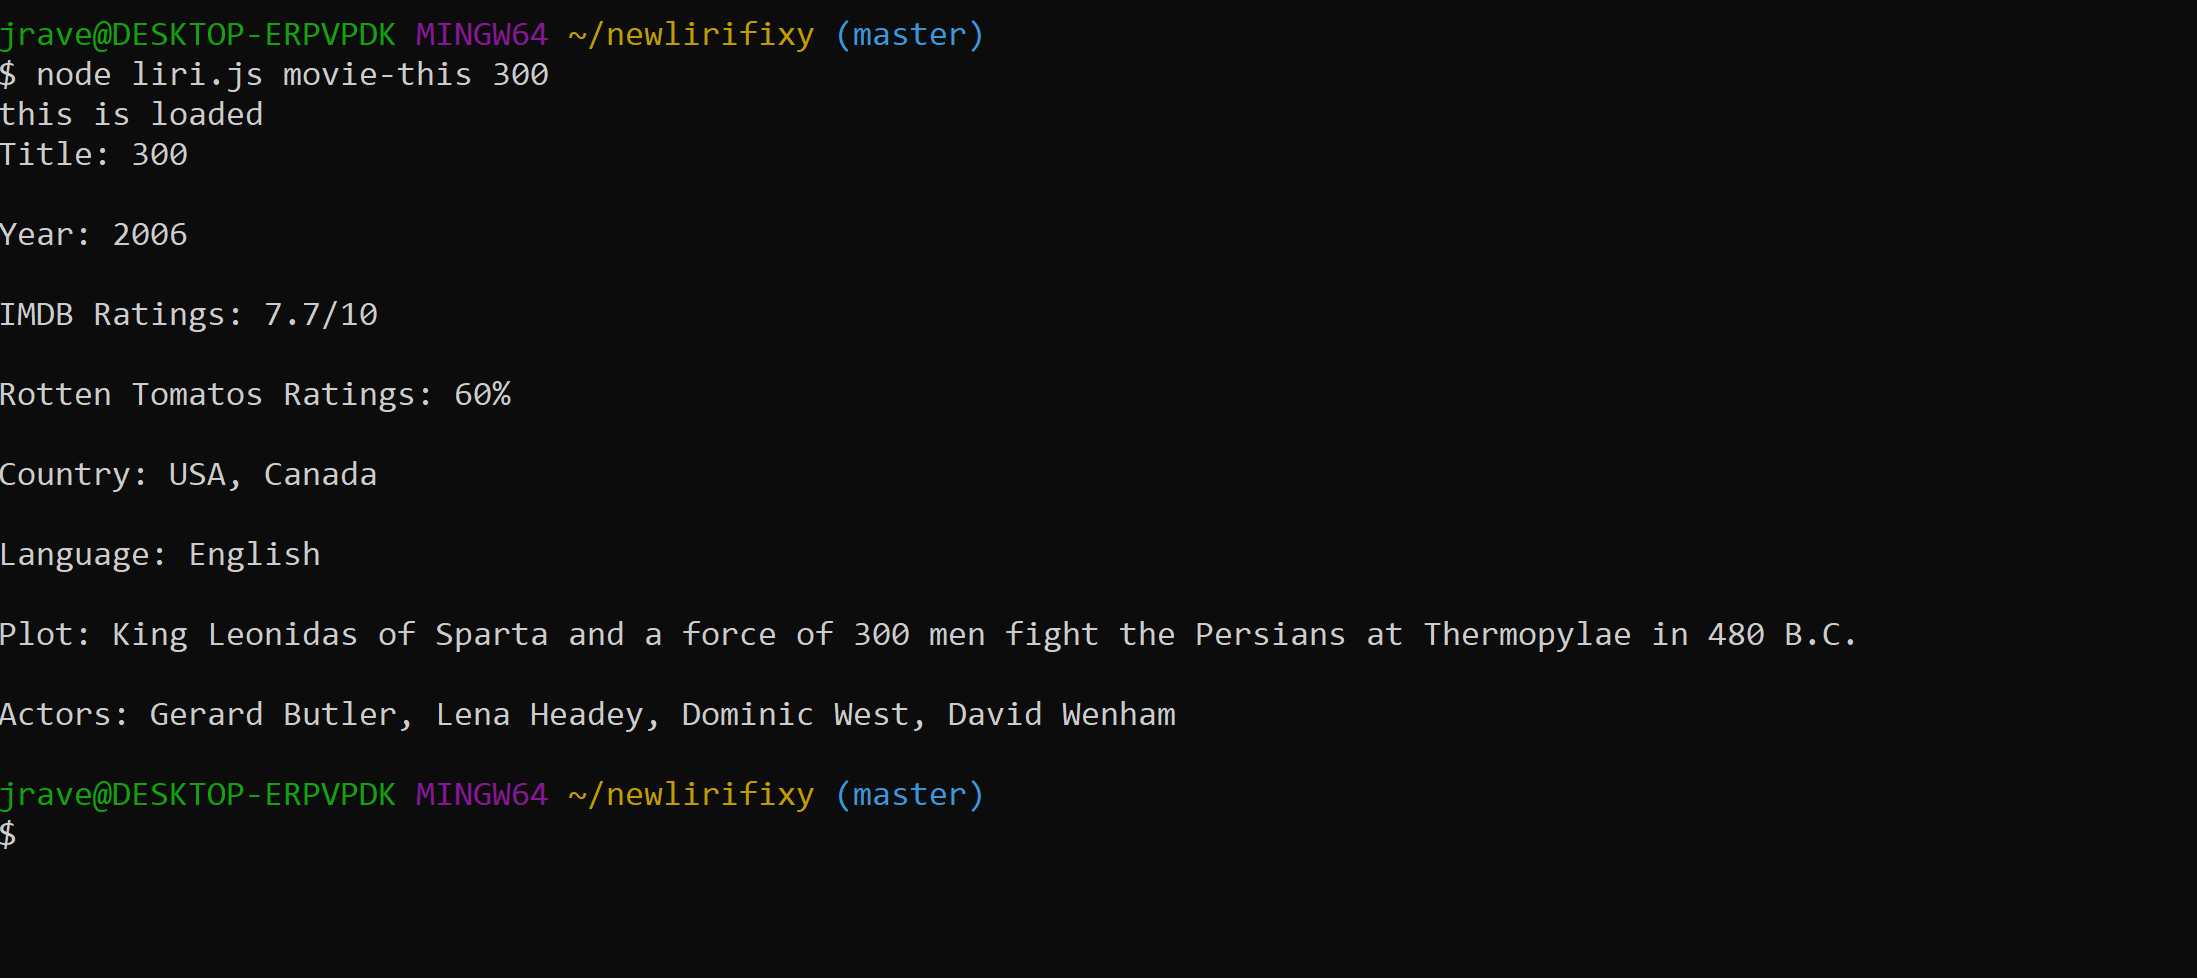 jrave@DESKTOP-ERPVPDK MINGW64 ~/newlirifixy (master)
$ node liri.js movie-this 300
this is loaded
Title: 300
Year: 2006
IMDB Ratings: 7.7/10
Rotten Tomatos Ratings: 60%
Country: USA, Canada
Language: English
Plot: King Leonidas of Sparta and a force of 300 men fight the Persians at Thermopylae in 480 B.C.
Actors: Gerard Butler, Lena Headey, Dominic West, David Wenham
jrave@DESKTOP-ERPVPDK MINGW64 ~/newlirifixy (master)
$